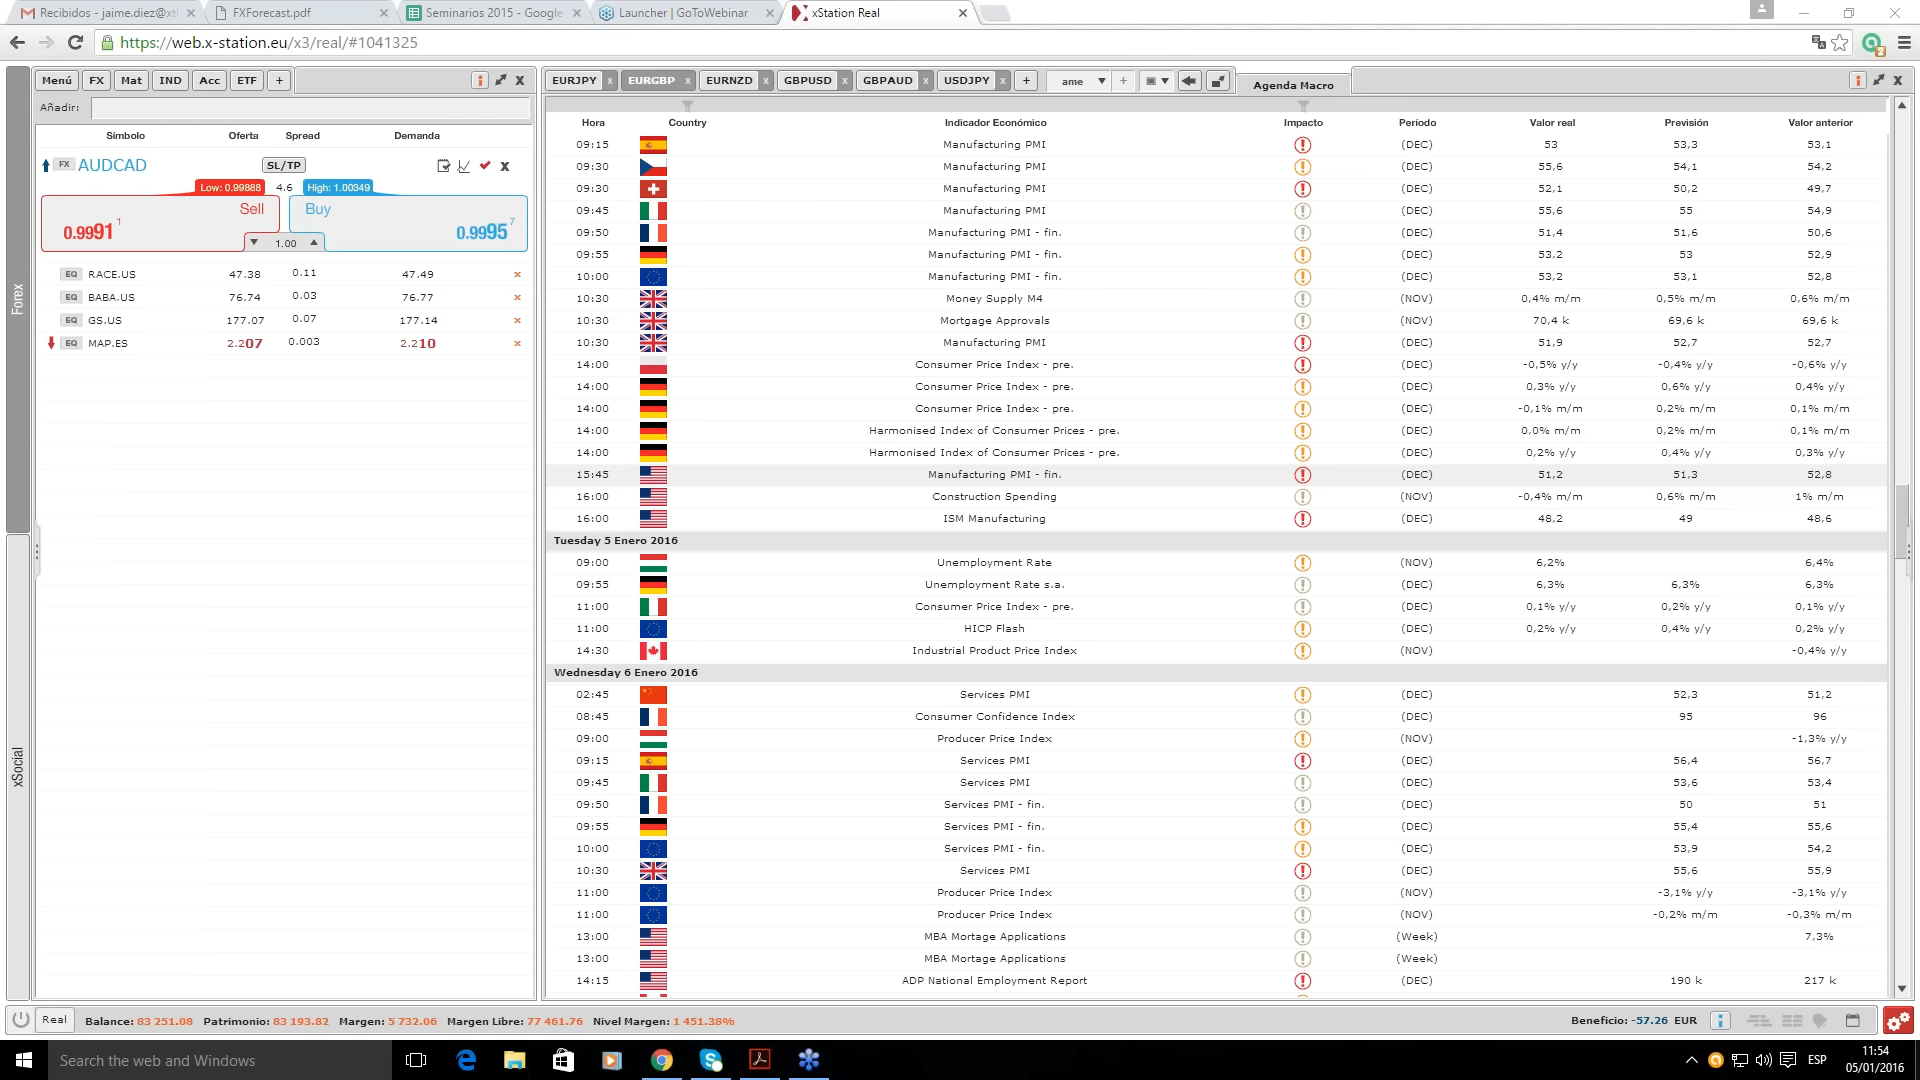 Recibidos - jaime.diez@xt
FXForecast.pdf
Seminarios 2015 - Google
Launcher | GoToWebinar
xStation Real
https://web.x-station.eu/x3/real/#1041325
Menú FX Mat IND Acc ETF +
EURJPY x EURGBP x EURNZD x GBPUSD x GBPAUD x USDJPY x + ame
Agenda Macro
Añadir:
Símbolo Oferta Spread Demanda
FX AUDCAD SL/TP
Low: 0.99888 4.6 High: 1.00349
Sell Buy
0.9991 1 0.9995 7
1.00
EQ RACE.US 47.38 0.11 47.49 x
EQ BABA.US 76.74 0.03 76.77 x
EQ GS.US 177.07 0.07 177.14 x
EQ MAP.ES 2.207 0.003 2.210 x
Forex
xSocial
Hora Country Indicador Económico Impacto Período Valor real Previsión Valor anterior
09:15 Manufacturing PMI (DEC) 53 53,3 53,1
09:30 Manufacturing PMI (DEC) 55,6 54,1 54,2
09:30 Manufacturing PMI (DEC) 52,1 50,2 49,7
09:45 Manufacturing PMI (DEC) 55,6 55 54,9
09:50 Manufacturing PMI - fin. (DEC) 51,4 51,6 50,6
09:55 Manufacturing PMI - fin. (DEC) 53,2 53 52,9
10:00 Manufacturing PMI - fin. (DEC) 53,2 53,1 52,8
10:30 Money Supply M4 (NOV) 0,4% m/m 0,5% m/m 0,6% m/m
10:30 Mortgage Approvals (NOV) 70,4 k 69,6 k 69,6 k
10:30 Manufacturing PMI (DEC) 51,9 52,7 52,7
14:00 Consumer Price Index - pre. (DEC) -0,5% y/y -0,4% y/y -0,6% y/y
14:00 Consumer Price Index - pre. (DEC) 0,3% y/y 0,6% y/y 0,4% y/y
14:00 Consumer Price Index - pre. (DEC) -0,1% m/m 0,2% m/m 0,1% m/m
14:00 Harmonised Index of Consumer Prices - pre. (DEC) 0,0% m/m 0,2% m/m 0,1% m/m
14:00 Harmonised Index of Consumer Prices - pre. (DEC) 0,2% y/y 0,4% y/y 0,3% y/y
15:45 Manufacturing PMI - fin. (DEC) 51,2 51,3 52,8
16:00 Construction Spending (NOV) -0,4% m/m 0,6% m/m 1% m/m
16:00 ISM Manufacturing (DEC) 48,2 49 48,6
Tuesday 5 Enero 2016
09:00 Unemployment Rate (NOV) 6,2% 6,4%
09:55 Unemployment Rate s.a. (DEC) 6,3% 6,3% 6,3%
11:00 Consumer Price Index - pre. (DEC) 0,1% y/y 0,2% y/y 0,1% y/y
11:00 HICP Flash (DEC) 0,2% y/y 0,4% y/y 0,2% y/y
14:30 Industrial Product Price Index (NOV) -0,4% y/y
Wednesday 6 Enero 2016
02:45 Services PMI (DEC) 52,3 51,2
08:45 Consumer Confidence Index (DEC) 95 96
09:00 Producer Price Index (NOV) -1,3% y/y
09:15 Services PMI (DEC) 56,4 56,7
09:45 Services PMI (DEC) 53,6 53,4
09:50 Services PMI - fin. (DEC) 50 51
09:55 Services PMI - fin. (DEC) 55,4 55,6
10:00 Services PMI - fin. (DEC) 53,9 54,2
10:30 Services PMI (DEC) 55,6 55,9
11:00 Producer Price Index (NOV) -3,1% y/y -3,1% y/y
11:00 Producer Price Index (NOV) -0,2% m/m -0,3% m/m
13:00 MBA Mortage Applications (Week) 7,3%
13:00 MBA Mortage Applications (Week)
14:15 ADP National Employment Report (DEC) 190 k 217 k
Real Balance: 83 251.08 Patrimonio: 83 193.82 Margen: 5 732.06 Margen Libre: 77 461.76 Nivel Margen: 1 451.38% Beneficio: -57.26 EUR
Search the web and Windows
ESP
11:54
05/01/2016